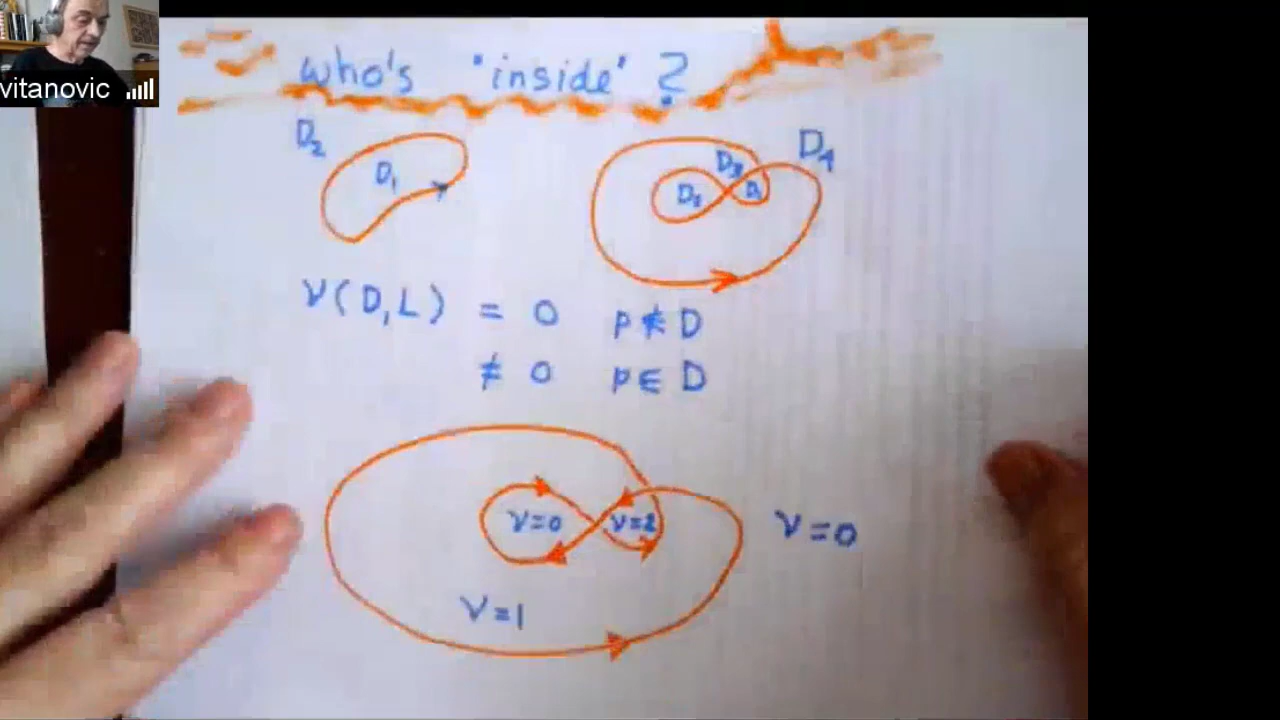 vitanovic
who's "inside" ?
D₂
D₁
D₃
D₄
D₂
D₁
ν(D,L) = 0 p ∉ D
≠ 0 p ∈ D
ν=0
ν=2
ν=0
ν=1